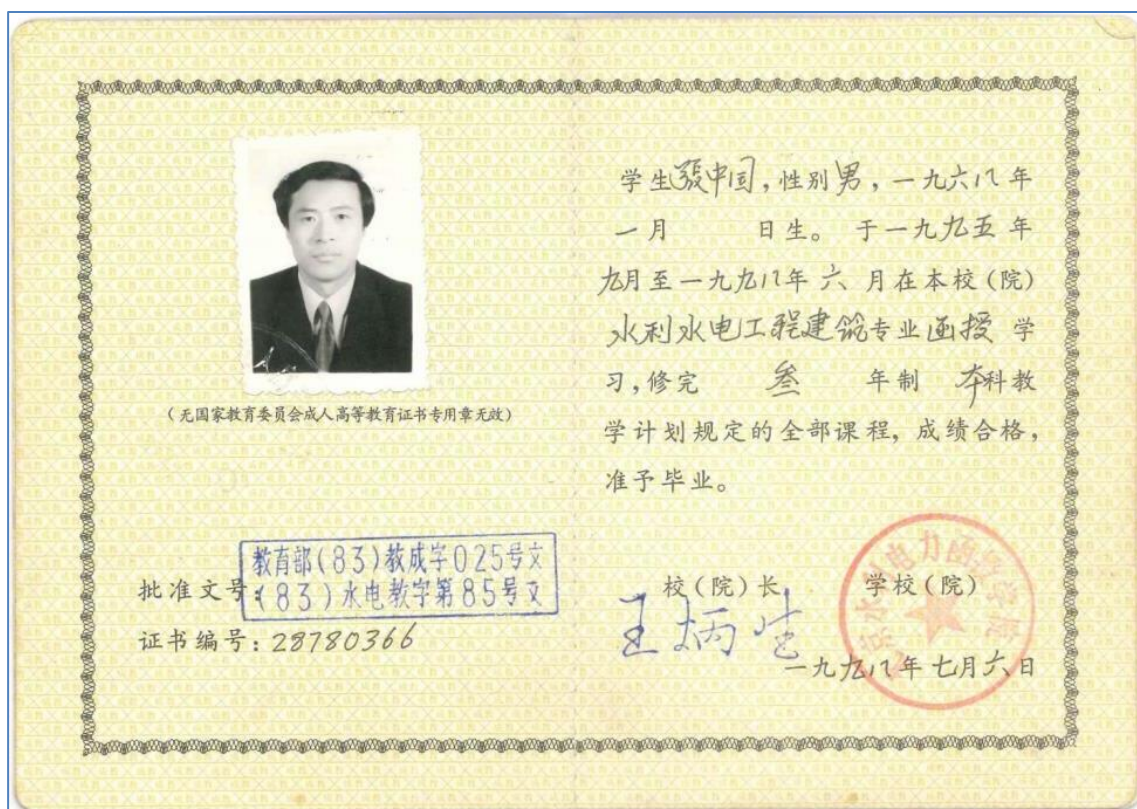 (无国家教育委员会成人高等教育证书专用章无效)
教育部(83)教成字025号文
批准文号:(83)水电教字第85号文
证书编号:28780366
学生張中国,性别男,一九六八年
一月 日生。于一九九五年
九月至一九九八年六月在本校(院)
水利水电工程建筑专业函授学
习,修完 叁 年制 本科教
学计划规定的全部课程,成绩合格,
准予毕业。
校(院)长 学校(院)
王炳生
一九九八年七月六日